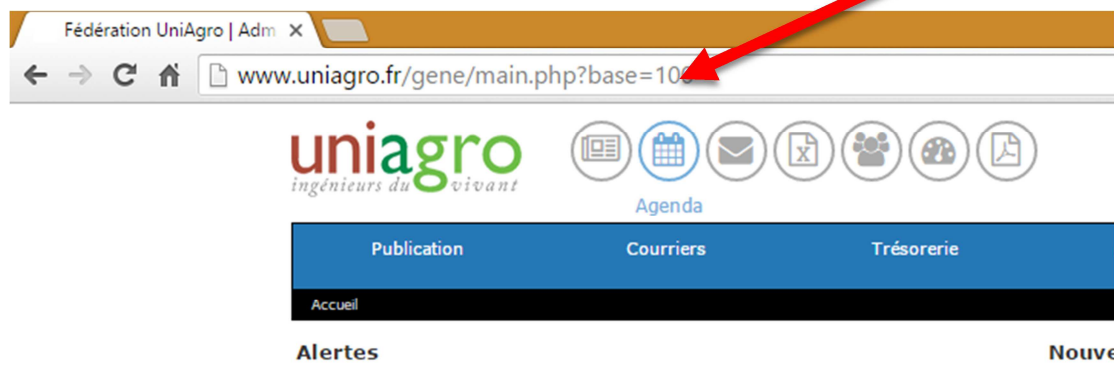 Fédération UniAgro | Adm
www.uniagro.fr/gene/main.php?base=100
uniagro
ingénieurs du vivant
Agenda
Publication Courriers Trésorerie
Accueil
Alertes Nouve